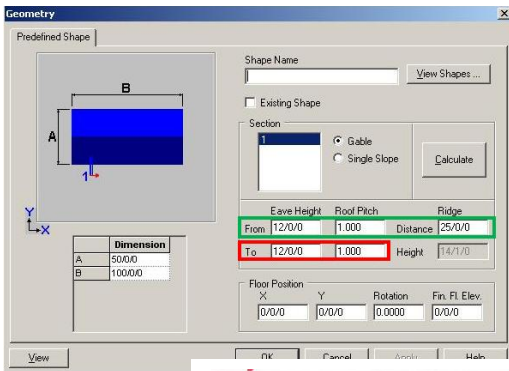 Geometry
Predefined Shape
Shape Name
View Shapes ...
B
Existing Shape
Section
1
Gable
Single Slope
Calculate
A
1
Eave Height Roof Pitch Ridge
From 12/0/0 1.000 Distance 25/0/0
To 12/0/0 1.000 Height 14/1/0
Y
X
Dimension
A 50/0/0
B 100/0/0
Floor Position
X Y Rotation Fin. Fl. Elev.
0/0/0 0/0/0 0.0000 0/0/0
View OK Cancel Apply Help